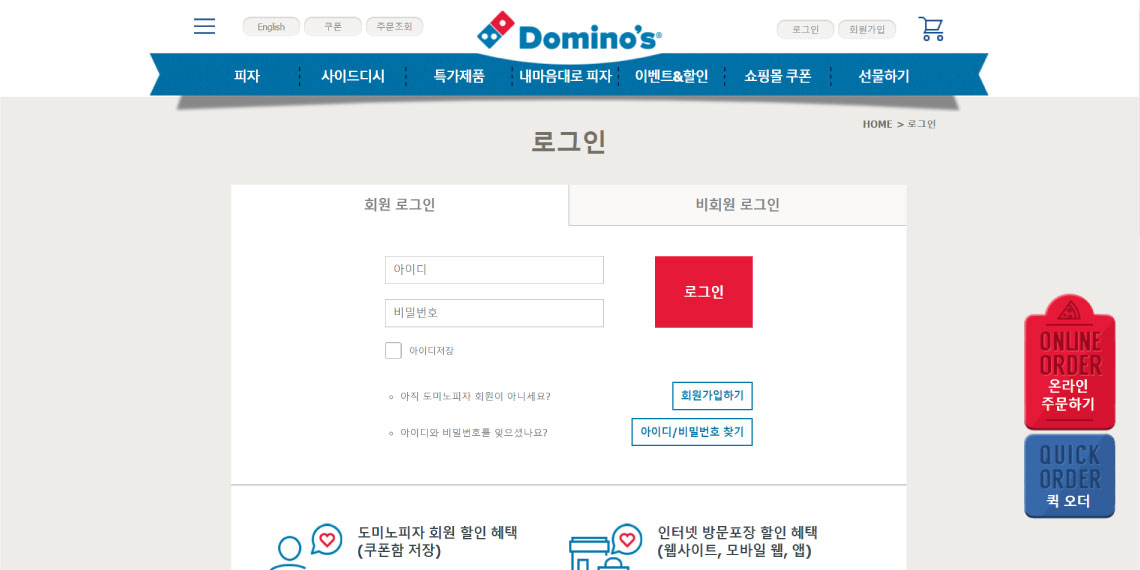 English 쿠폰 주문조회
Domino's®
로그인 회원가입
피자 사이드디시 특가제품 내마음대로 피자 이벤트&할인 쇼핑몰 쿠폰 선물하기
HOME > 로그인
로그인
회원 로그인 비회원 로그인
아이디
비밀번호
로그인
아이디저장
아직 도미노피자 회원이 아니세요? 회원가입하기
아이디와 비밀번호를 잊으셨나요? 아이디/비밀번호 찾기
도미노피자 회원 할인 혜택
(쿠폰함 저장)
인터넷 방문포장 할인 혜택
(웹사이트, 모바일 웹, 앱)
ONLINE
ORDER
온라인
주문하기
QUICK
ORDER
퀵 오더